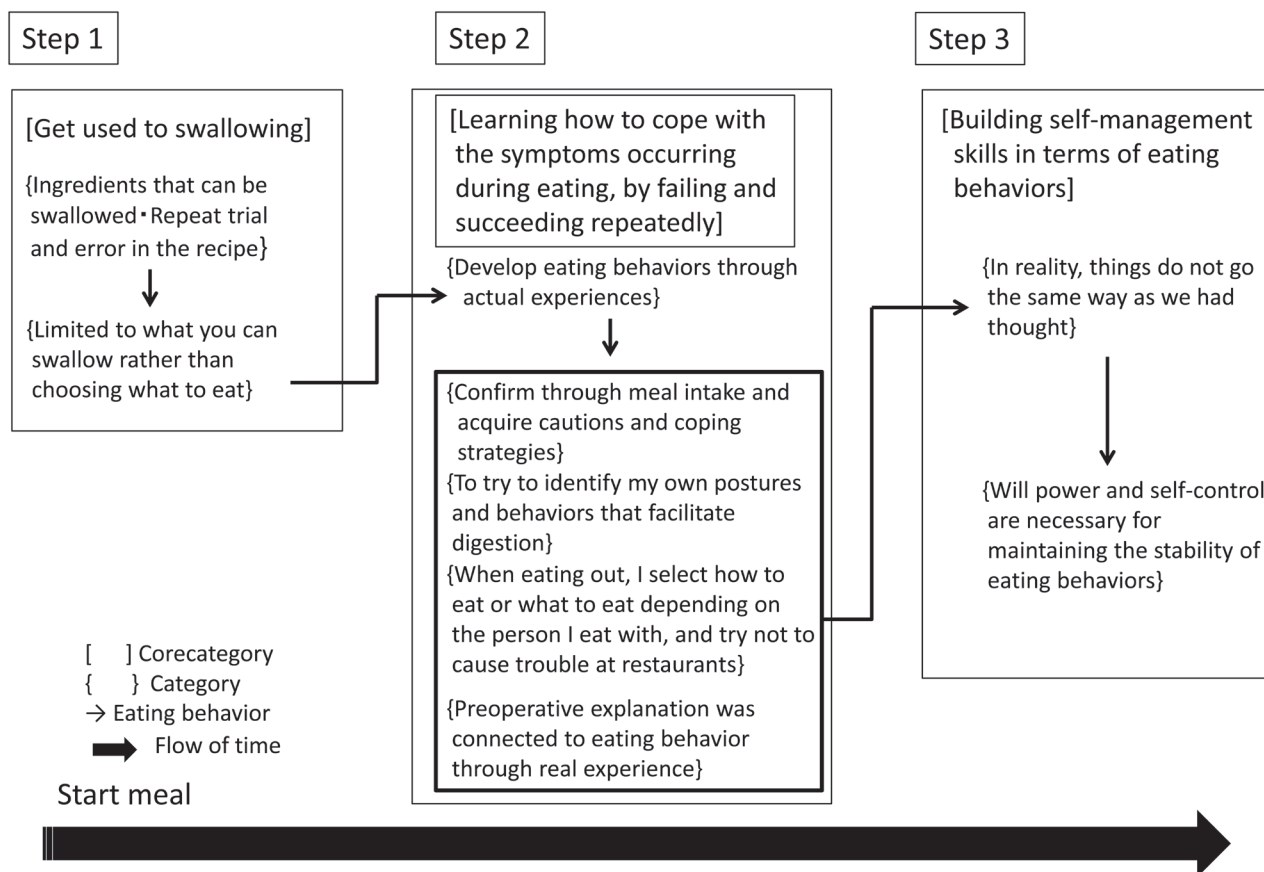 Step 1
[Get used to swallowing]
{Ingredients that can be
swallowed・Repeat trial
and error in the recipe}
{Limited to what you can
swallow rather than
choosing what to eat}
Step 2
[Learning how to cope with
the symptoms occurring
during eating, by failing and
succeeding repeatedly]
{Develop eating behaviors through
actual experiences}
{Confirm through meal intake and
acquire cautions and coping
strategies}
{To try to identify my own postures
and behaviors that facilitate
digestion}
{When eating out, I select how to
eat or what to eat depending on
the person I eat with, and try not to
cause trouble at restaurants}
{Preoperative explanation was
connected to eating behavior
through real experience}
Step 3
[Building self-management
skills in terms of eating
behaviors]
{In reality, things do not go
the same way as we had
thought}
{Will power and self-control
are necessary for
maintaining the stability of
eating behaviors}
[ ] Corecategory
{ } Category
→ Eating behavior
Flow of time
Start meal